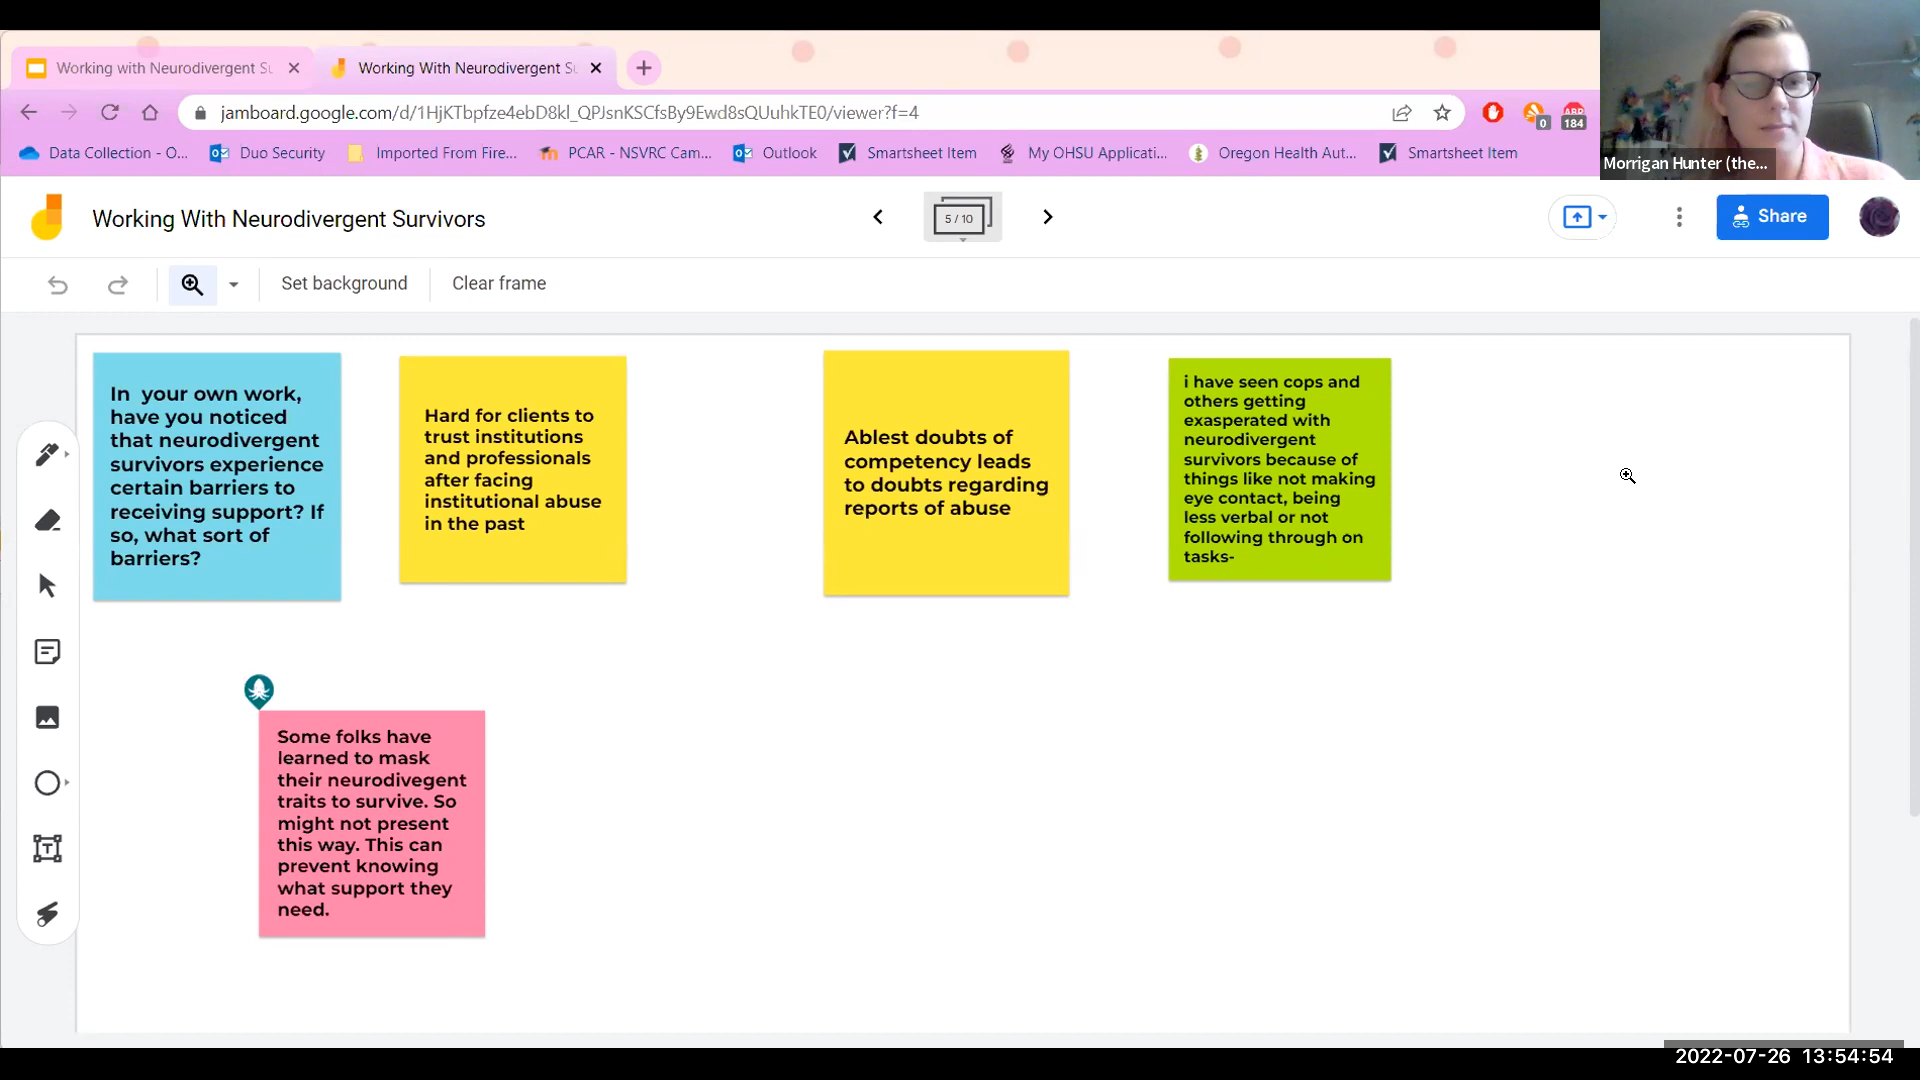 Working with Neurodivergent Su
Working With Neurodivergent Su
jamboard.google.com/d/1HjKTbpfze4ebD8kl_QPJsnKSCfsBy9Ewd8sQUuhkTE0/viewer?f=4
0
ABP
184
Data Collection - O...
Duo Security
Imported From Fire...
PCAR - NSVRC Cam...
Outlook
Smartsheet Item
My OHSU Applicati...
Oregon Health Aut...
Smartsheet Item
Morrigan Hunter (the...
Working With Neurodivergent Survivors
5 / 10
Share
Set background
Clear frame
In your own work,
have you noticed
that neurodivergent
survivors experience
certain barriers to
receiving support? If
so, what sort of
barriers?
Hard for clients to
trust institutions
and professionals
after facing
institutional abuse
in the past
Ablest doubts of
competency leads
to doubts regarding
reports of abuse
i have seen cops and
others getting
exasperated with
neurodivergent
survivors because of
things like not making
eye contact, being
less verbal or not
following through on
tasks-
Some folks have
learned to mask
their neurodivegent
traits to survive. So
might not present
this way. This can
prevent knowing
what support they
need.
2022-07-26 13:54:54